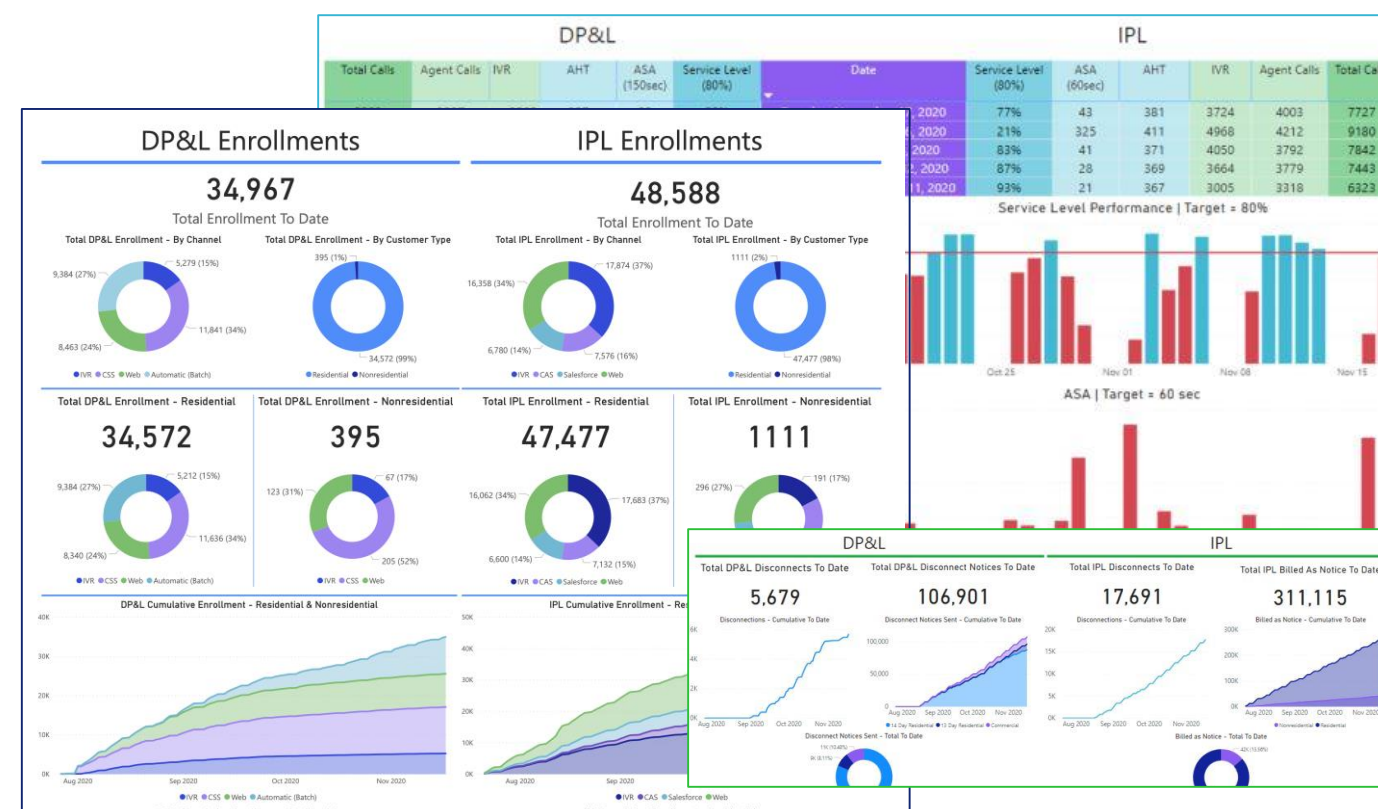 DP&L
IPL
Total Calls Agent Calls IVR AHT ASA (150sec) Service Level (80%) Date Service Level (80%) ASA (60sec) AHT IVR Agent Calls Total Ca
, 2020 77% 43 381 3724 4003 7727
, 2020 21% 325 411 4968 4212 9180
2020 83% 41 371 4050 3792 7842
, 2020 87% 28 369 3664 3779 7443
11, 2020 93% 21 367 3005 3318 6323
Service Level Performance | Target = 80%
Oct 25 Nov 01 Nov 08 Nov 15
ASA | Target = 60 sec
DP&L Enrollments
34,967
Total Enrollment To Date
Total DP&L Enrollment - By Channel
5,279 (15%)
9,384 (27%)
11,841 (34%)
8,463 (24%)
IVR CSS Web Automatic (Batch)
Total DP&L Enrollment - By Customer Type
395 (1%)
34,572 (99%)
Residential Nonresidential
IPL Enrollments
48,588
Total Enrollment To Date
Total IPL Enrollment - By Channel
17,874 (37%)
16,358 (34%)
6,780 (14%)
7,576 (16%)
IVR CAS Salesforce Web
Total IPL Enrollment - By Customer Type
1111 (2%)
47,477 (98%)
Residential Nonresidential
Total DP&L Enrollment - Residential
34,572
5,212 (15%)
9,384 (27%)
11,636 (34%)
8,340 (24%)
IVR CSS Web Automatic (Batch)
Total DP&L Enrollment - Nonresidential
395
67 (17%)
123 (31%)
205 (52%)
IVR CSS Web
Total IPL Enrollment - Residential
47,477
16,062 (34%)
17,683 (37%)
6,600 (14%)
7,132 (15%)
IVR CAS Salesforce Web
Total IPL Enrollment - Nonresidential
1111
191 (17%)
296 (27%)
DP&L Cumulative Enrollment - Residential & Nonresidential
40K
30K
20K
10K
0K
Aug 2020 Sep 2020 Oct 2020 Nov 2020
IVR CSS Web Automatic (Batch)
IPL Cumulative Enrollment - Re
50K
40K
30K
20K
10K
0K
Aug 2020 Sep 2020
IVR CAS Salesforce Web
DP&L
Total DP&L Disconnects To Date
5,679
Disconnections - Cumulative To Date
6K
4K
2K
0K
Aug 2020 Sep 2020 Oct 2020 Nov 2020
Total DP&L Disconnect Notices To Date
106,901
Disconnect Notices Sent - Cumulative To Date
100,000
50,000
0
Aug 2020 Sep 2020 Oct 2020 Nov 2020
14 Day Residential 13 Day Residential Commercial
Disconnect Notices Sent - Total To Date
IPL
Total IPL Disconnects To Date
17,691
Disconnections - Cumulative To Date
20K
15K
10K
5K
0K
Aug 2020 Sep 2020 Oct 2020 Nov 2020
Total IPL Billed As Notice To Date
311,115
Billed as Notice - Cumulative To Date
300K
200K
100K
0K
Aug 2020 Sep 2020 Oct 2020 Nov 2020
Nonresidential Residential
Billed as Notice - Total To Date